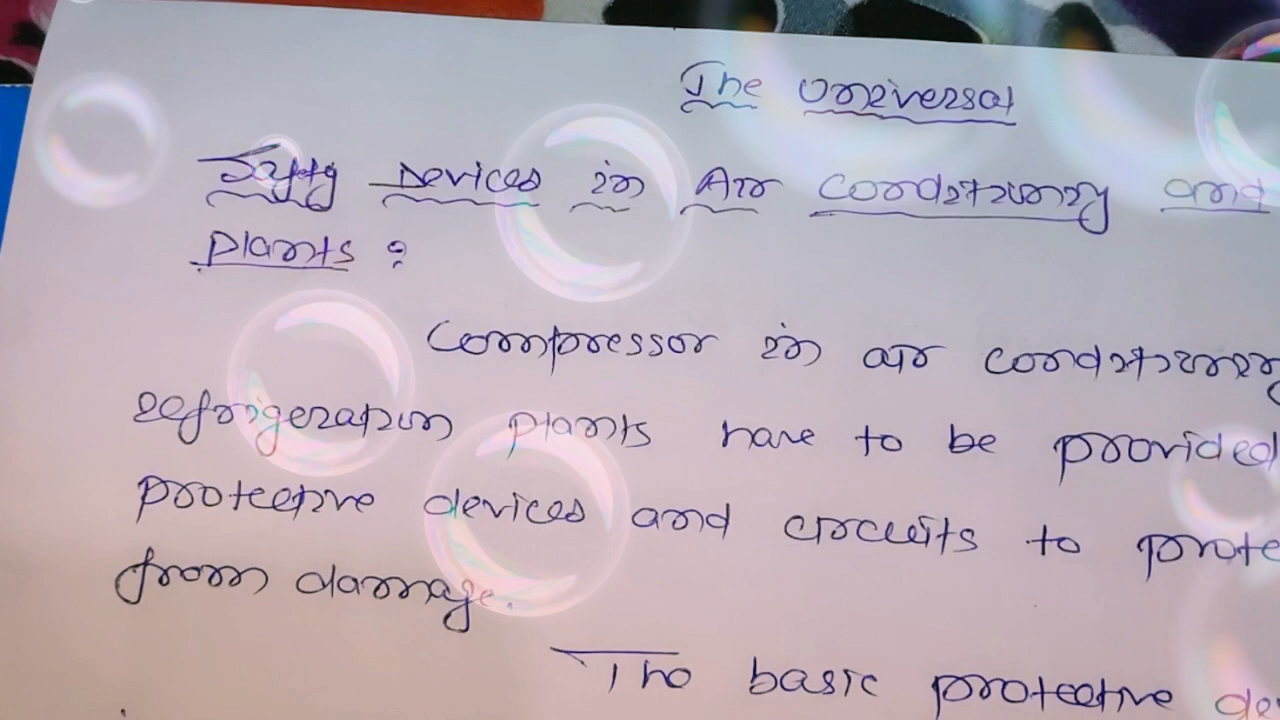 The Universal
Safty Devices in Air Conditioning and
Plants :
Compressor in air conditioning
refrigeration plants have to be provided
protective devices and circuits to prote
from damage.
The basic protective de